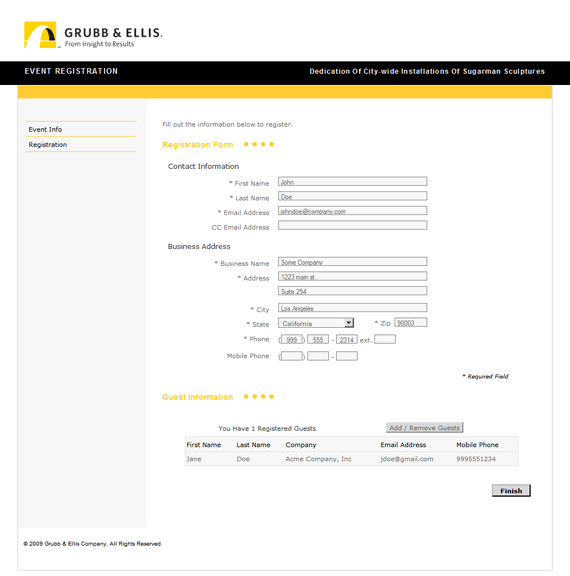 GRUBB & ELLIS.
From Insight to Results
EVENT REGISTRATION
Dedication Of City-wide Installations Of Sugarman Sculptures
Event Info
Registration
Fill out the information below to register.
Registration Form
Contact Information
* First Name John
* Last Name Doe
* Email Address johndoe@company.com
CC Email Address
Business Address
* Business Name Some Company
* Address 1223 main st.
Suite 254
* City Los Angeles
* State California * Zip 90003
* Phone ( 999 ) 555 - 2314 ext.
Mobile Phone ( ) -
* Required Field
Guest Information
You Have 1 Registered Guests Add / Remove Guests
First Name Last Name Company Email Address Mobile Phone
Jane Doe Acme Company, Inc jdoe@gmail.com 9995551234
Finish
© 2009 Grubb & Ellis Company. All Rights Reserved.